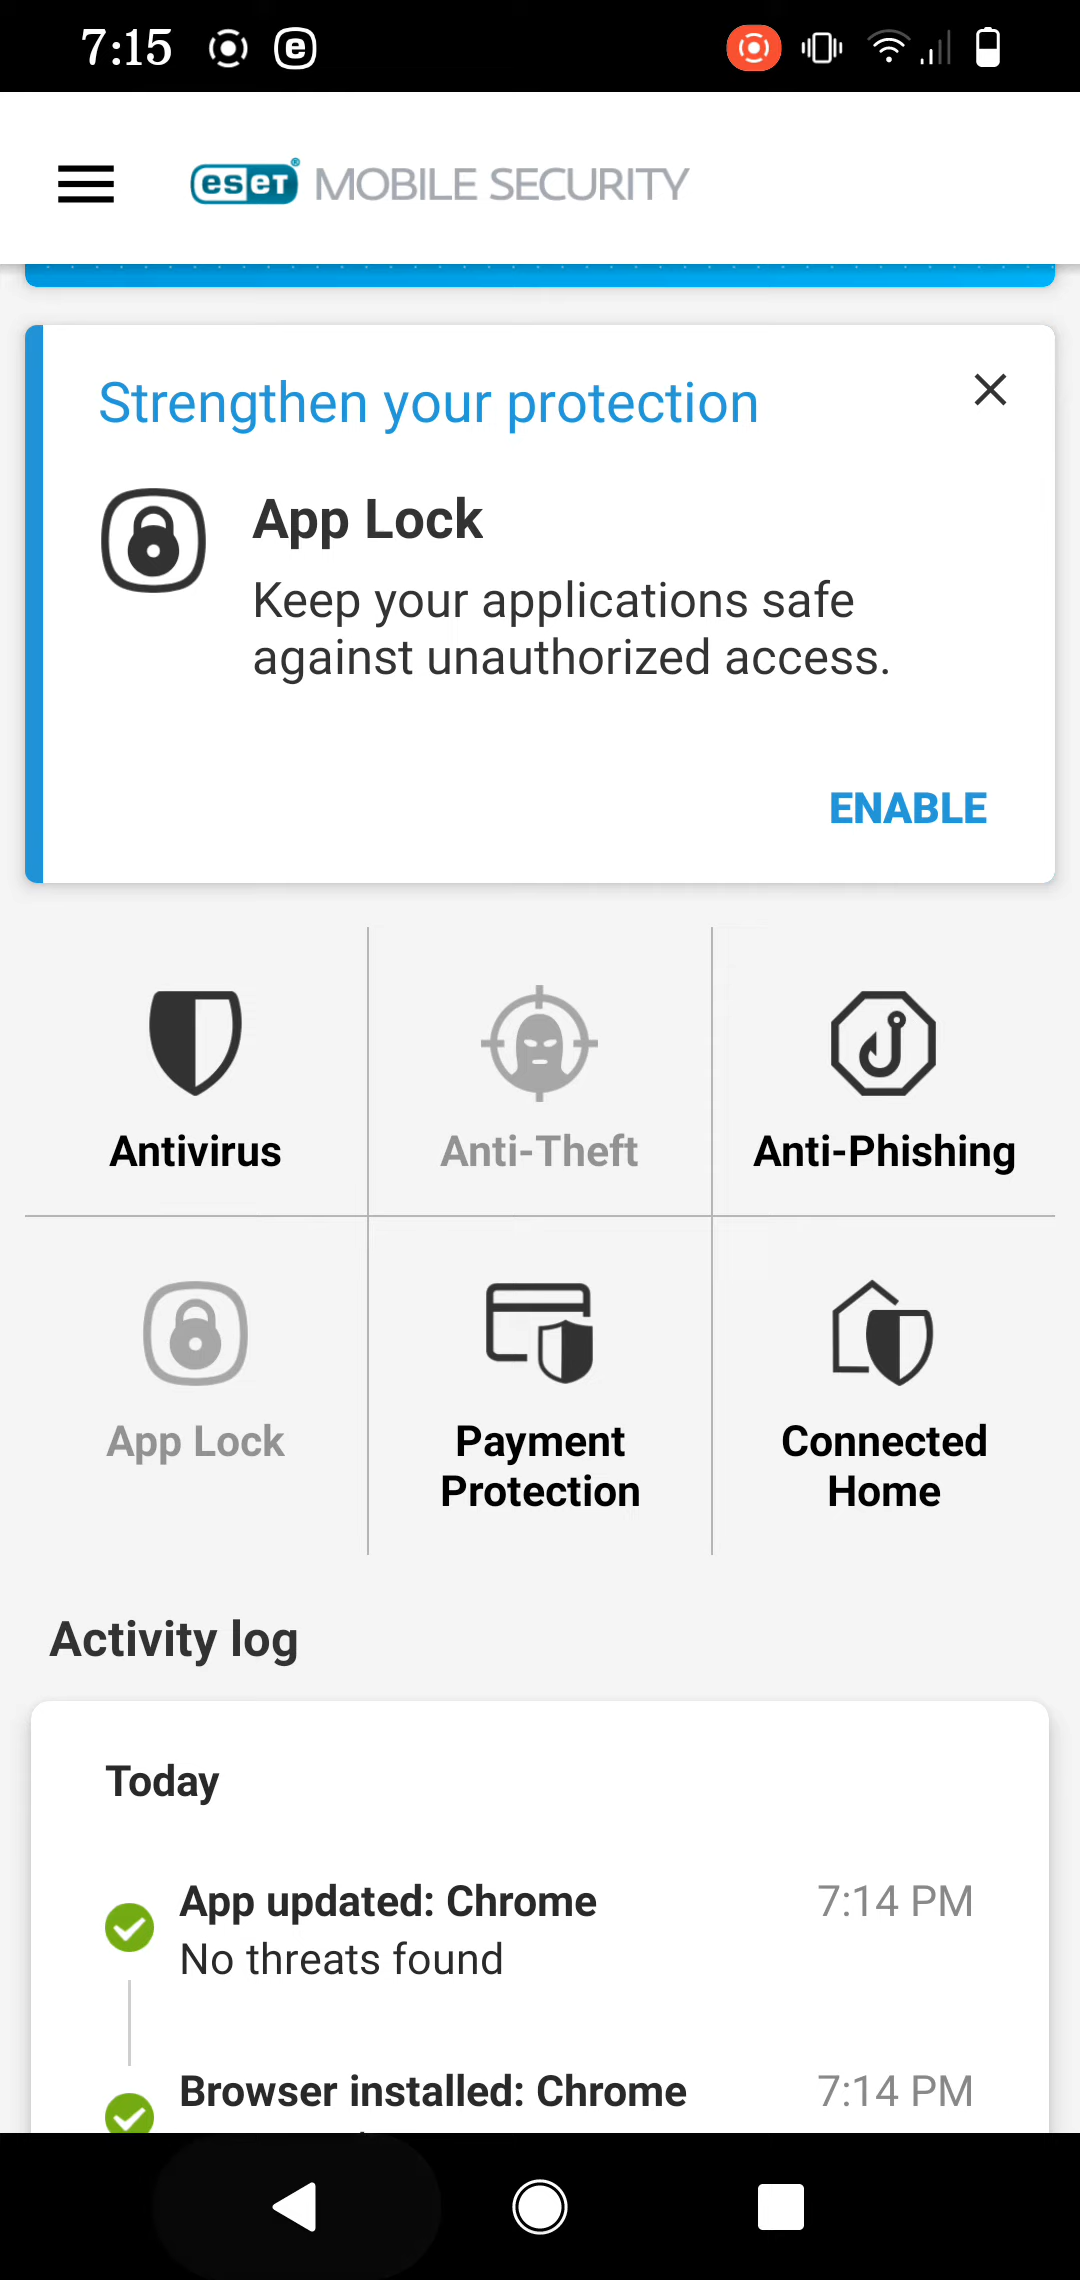 7:15
eset® MOBILE SECURITY
Strengthen your protection
App Lock
Keep your applications safe
against unauthorized access.
ENABLE
Antivirus
Anti-Theft
Anti-Phishing
App Lock
Payment
Protection
Connected
Home
Activity log
Today
App updated: Chrome
7:14 PM
No threats found
Browser installed: Chrome
7:14 PM